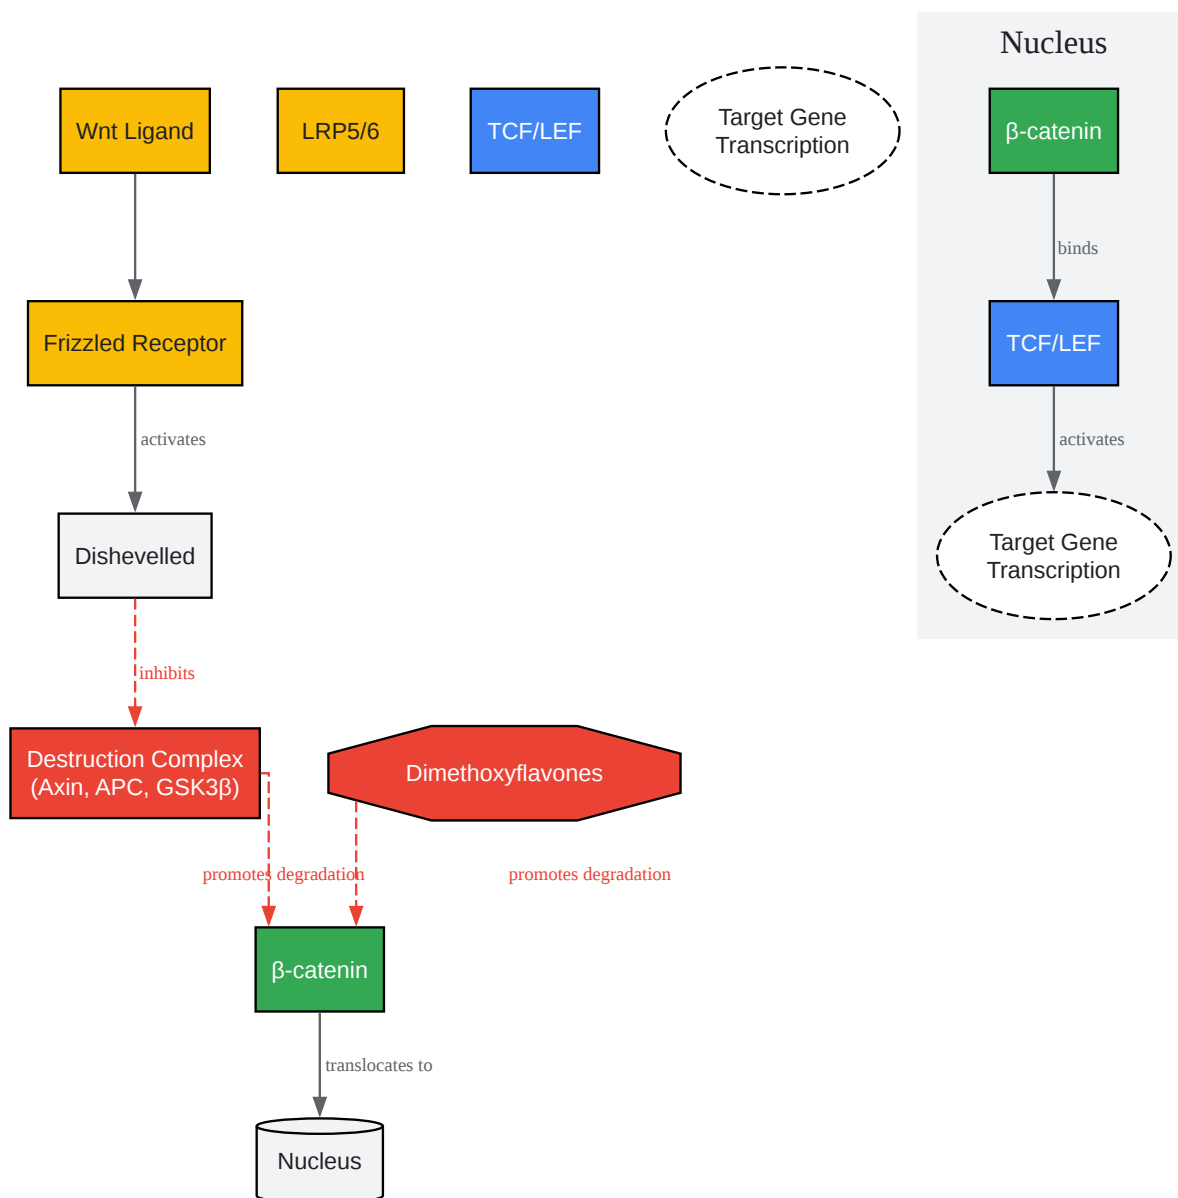 Nucleus
Wnt Ligand
LRP5/6
TCF/LEF
Target Gene
Transcription
β-catenin
binds
Frizzled Receptor
TCF/LEF
activates
activates
Dishevelled
Target Gene
Transcription
inhibits
Destruction Complex
(Axin, APC, GSK3β)
Dimethoxyflavones
promotes degradation
promotes degradation
β-catenin
translocates to
Nucleus